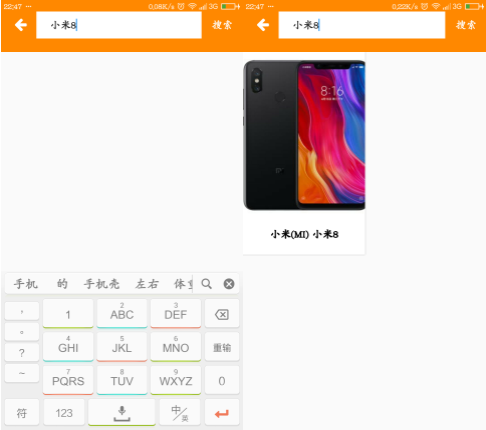 22:47 ··· 0.08K/s 3G
小米8 搜索
手机 的 手机壳 左右
, 1 2 ABC 3 DEF
。
? 4 GHI 5 JKL 6 MNO 重输
~ 7 PQRS 8 TUV 9 WXYZ 0
符 123 中/英
22:47 ··· 0.22K/s 3G
小米8 搜索
8:16
小米(MI) 小米8